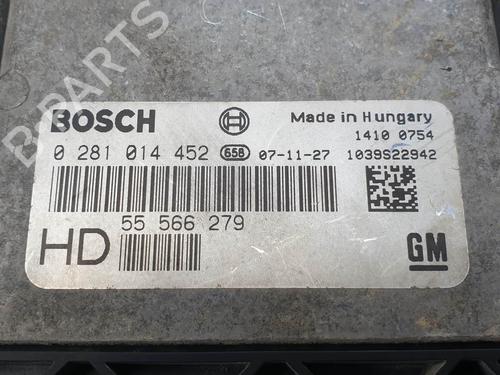 B-PARTS
BOSCH Made in Hungary
1410 0754
0 281 014 452 658 07-11-27 1039S22942
55 566 279
HD GM